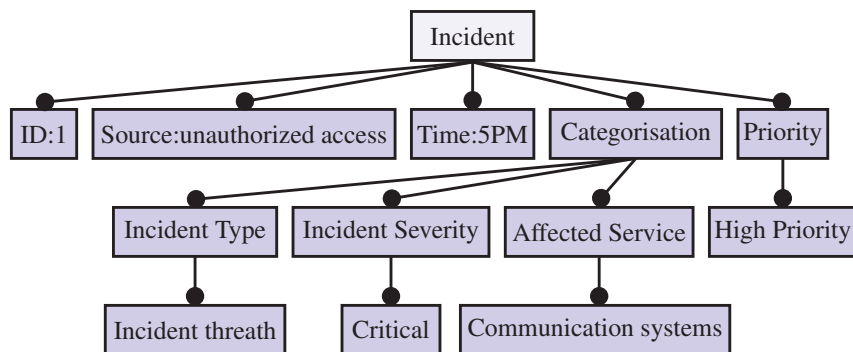 Incident
ID:1
Source:unauthorized access
Time:5PM
Categorisation
Priority
Incident Type
Incident Severity
Affected Service
High Priority
Incident threath
Critical
Communication systems